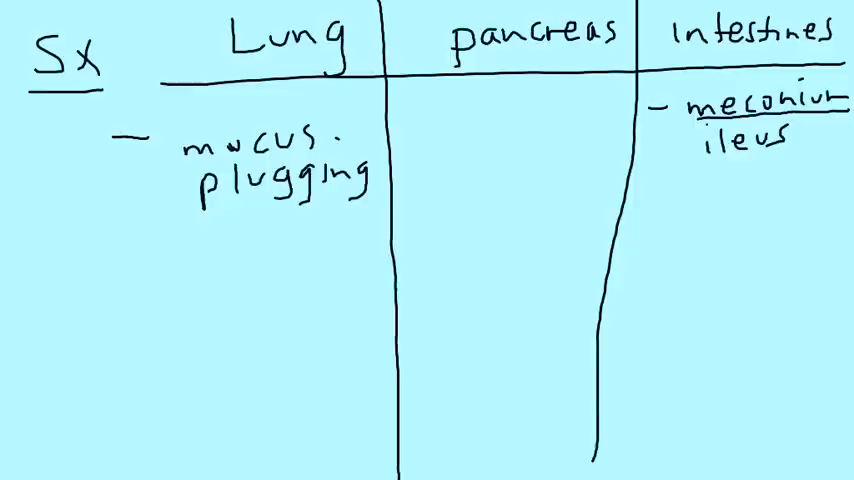 Sx Lung pancreas intestines
- mucus plugging
- meconium ileus